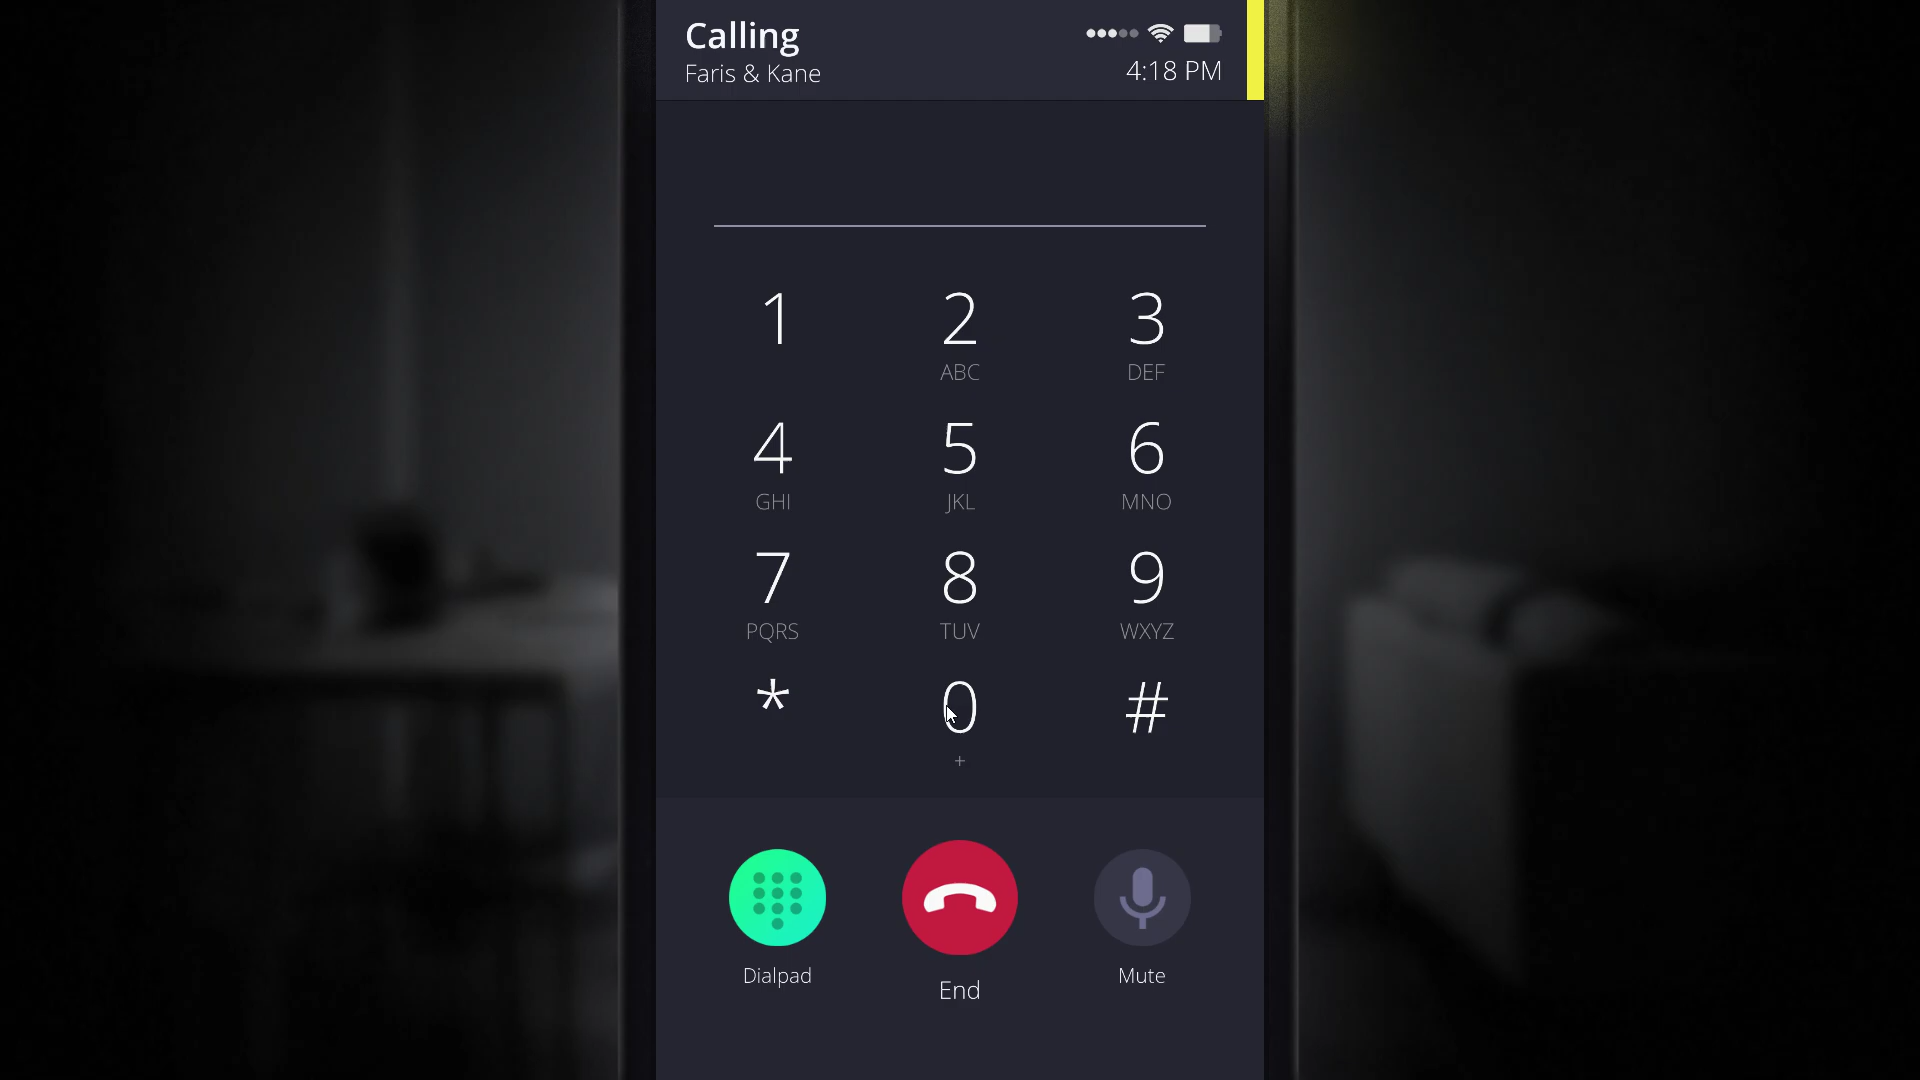 Calling
Faris & Kane
4:18 PM
1
2
3
ABC
DEF
4
5
6
GHI
JKL
MNO
7
8
9
PQRS
TUV
WXYZ
*
0
#
+
Dialpad
End
Mute